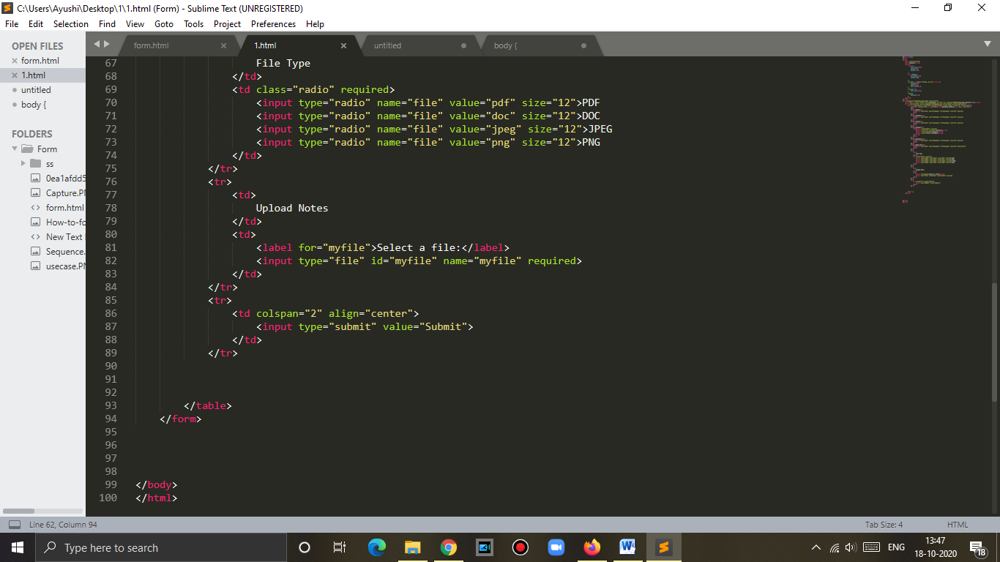 C:\Users\Ayushi\Desktop\1\1.html (Form) - Sublime Text (UNREGISTERED)
File Edit Selection Find View Goto Tools Project Preferences Help
OPEN FILES
form.html
1.html
untitled
body {
FOLDERS
Form
ss
0ea1afdd5
Capture.PN
form.html
How-to-fo
New Text
Sequence.
usecase.PN
form.html 1.html untitled body {
67 File Type
68 </td>
69 <td class="radio" required>
70 <input type="radio" name="file" value="pdf" size="12">PDF
71 <input type="radio" name="file" value="doc" size="12">DOC
72 <input type="radio" name="file" value="jpeg" size="12">JPEG
73 <input type="radio" name="file" value="png" size="12">PNG
74 </td>
75 </tr>
76 <tr>
77 <td>
78 Upload Notes
79 </td>
80 <td>
81 <label for="myfile">Select a file:</label>
82 <input type="file" id="myfile" name="myfile" required>
83 </td>
84 </tr>
85 <tr>
86 <td colspan="2" align="center">
87 <input type="submit" value="Submit">
88 </td>
89 </tr>
90
91
92
93 </table>
94 </form>
95
96
97
98
99 </body>
100 </html>
Line 62, Column 94 Tab Size: 4 HTML
Type here to search
ENG
13:47
18-10-2020
18